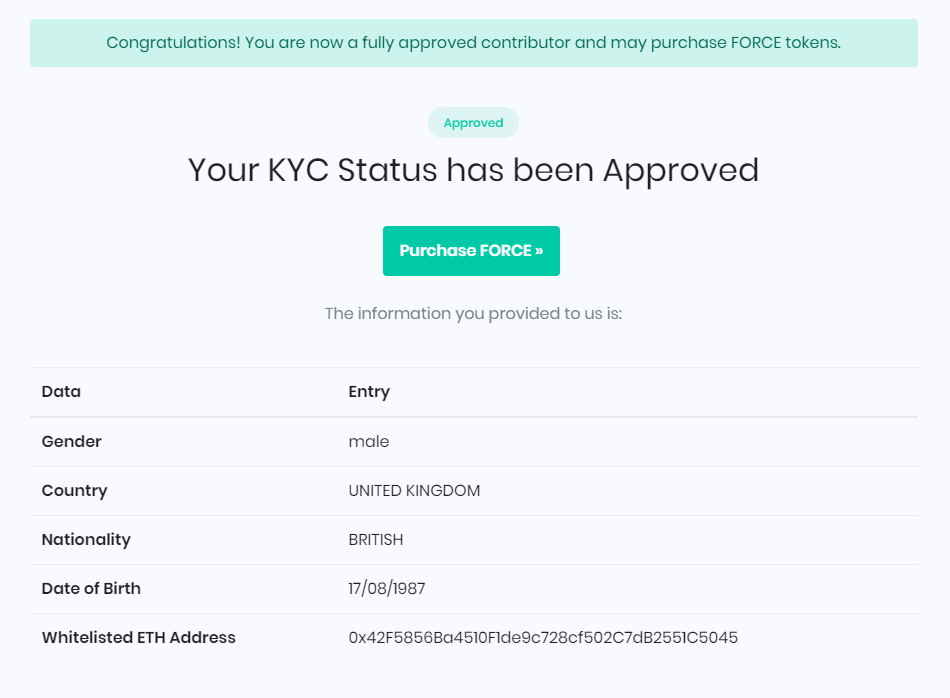 Congratulations! You are now a fully approved contributor and may purchase FORCE tokens.
Approved
Your KYC Status has been Approved
Purchase FORCE »
The information you provided to us is:
Data Entry
Gender male
Country UNITED KINGDOM
Nationality BRITISH
Date of Birth 17/08/1987
Whitelisted ETH Address 0x42F5856Ba4510F1de9c728cf502C7dB2551C5045